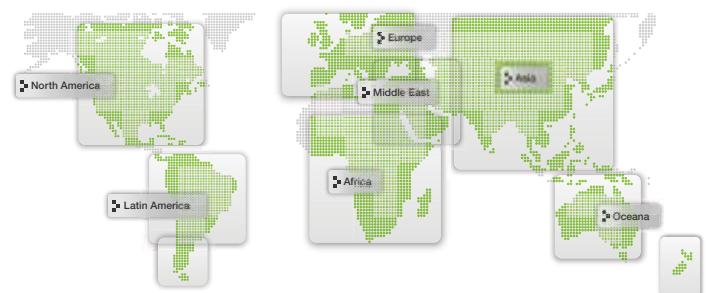 Europe
Asia
North America
Middle East
Africa
Latin America
Oceana